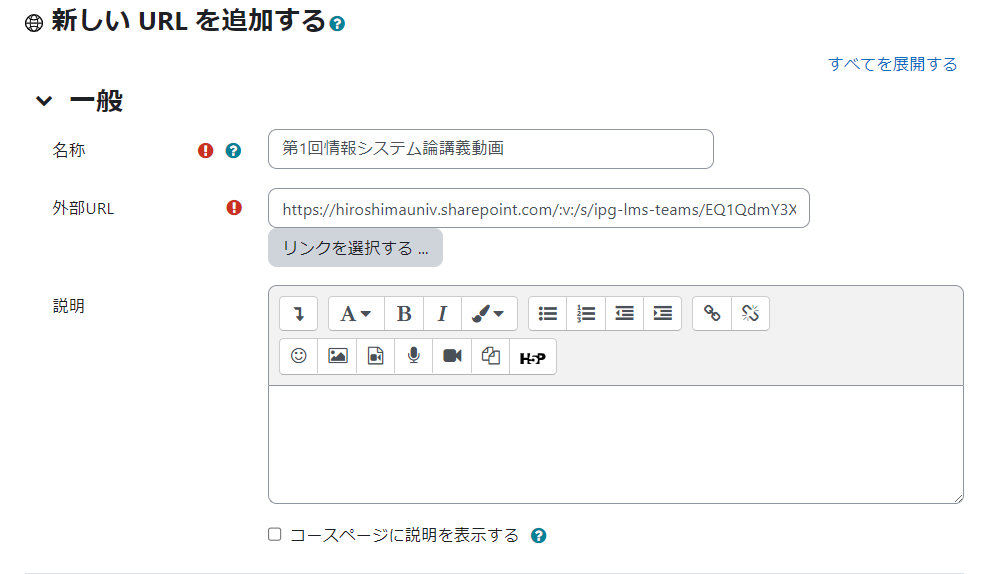 新しい URL を追加する
すべてを展開する
一般
名称
第1回情報システム論講義動画
外部URL
https://hiroshimauniv.sharepoint.com/:v:/s/ipg-lms-teams/EQ1QdmY3X
リンクを選択する ...
説明
A B I
H5P
コースページに説明を表示する